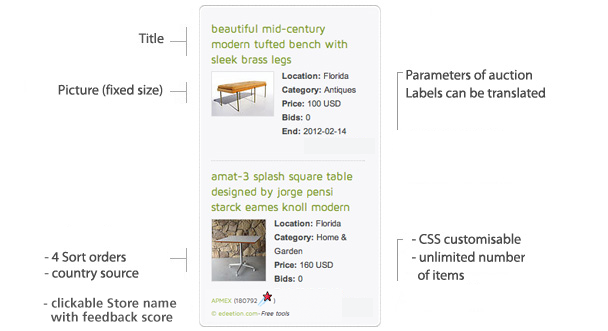 Title
Picture (fixed size)
- 4 Sort orders
- country source
- clickable Store name
with feedback score
beautiful mid-century
modern tufted bench with
sleek brass legs
Location: Florida
Category: Antiques
Price: 100 USD
Bids: 0
End: 2012-02-14
amat-3 splash square table
designed by jorge pensi
starck eames knoll modern
Location: Florida
Category: Home &
Garden
Price: 160 USD
Bids: 0
APMEX (180792 )
Free tools
Parameters of auction
Labels can be translated
- CSS customisable
- unlimited number
of items